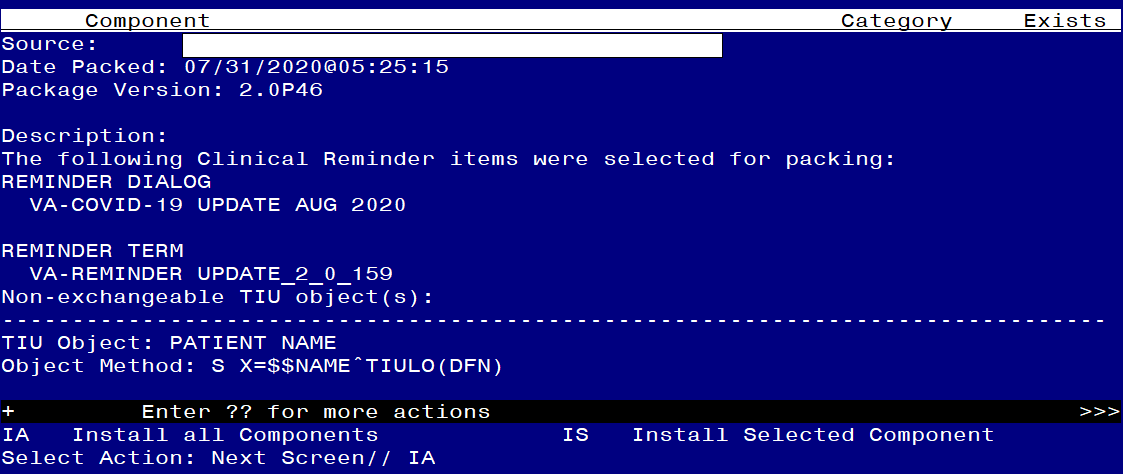 Component Category Exists
Source:
Date Packed: 07/31/2020@05:25:15
Package Version: 2.0P46
Description:
The following Clinical Reminder items were selected for packing:
REMINDER DIALOG
VA-COVID-19 UPDATE AUG 2020
REMINDER TERM
VA-REMINDER UPDATE_2_0_159
Non-exchangeable TIU object(s):
-------------------------------------------------------------------------------
TIU Object: PATIENT NAME
Object Method: S X=$$NAME^TIULO(DFN)
+ Enter ?? for more actions >>>
IA Install all Components IS Install Selected Component
Select Action: Next Screen// IA